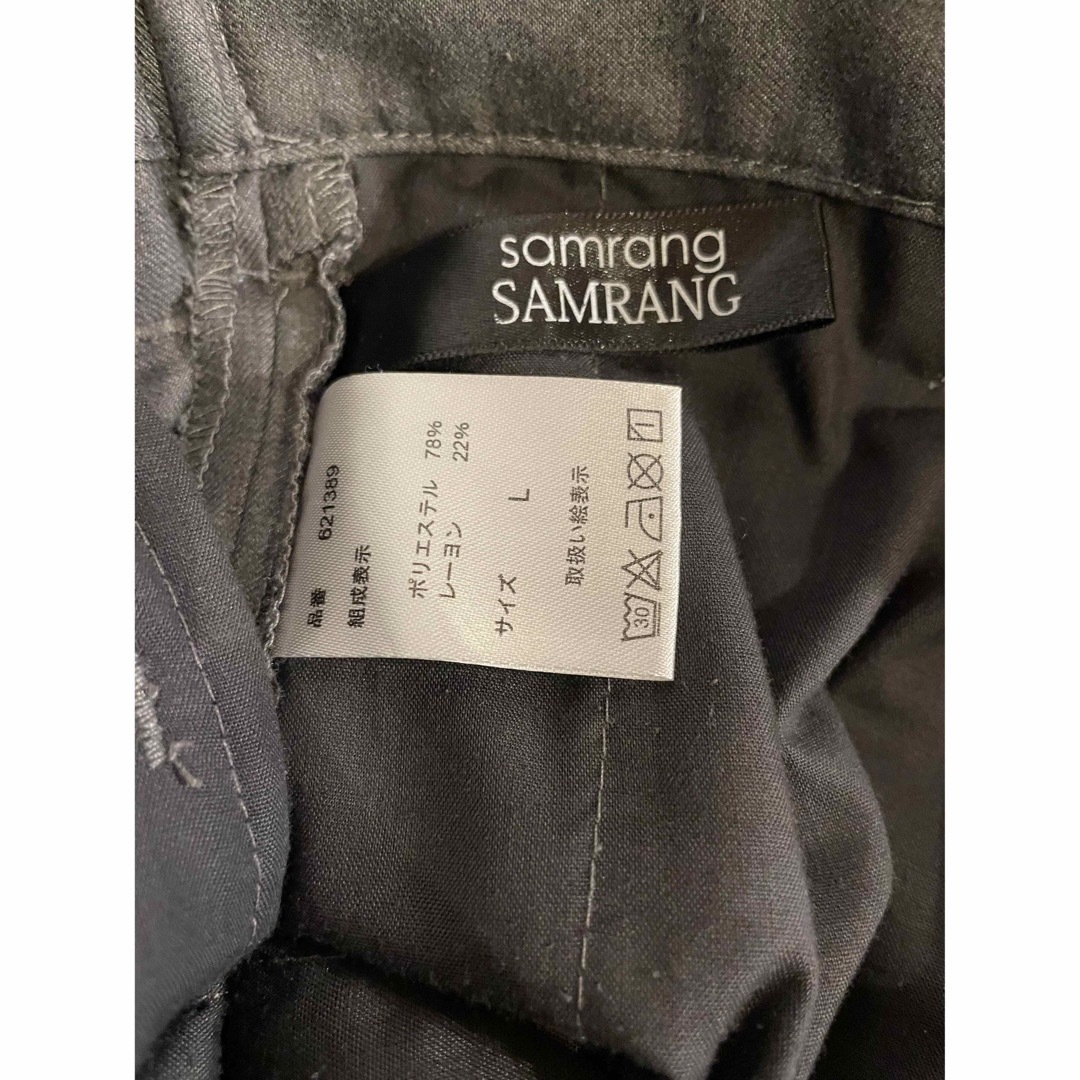 samrang
SAMRANG
品番 621389
組成表示
ポリエステル 78%
レーヨン 22%
サイズ L
取扱い絵表示
30